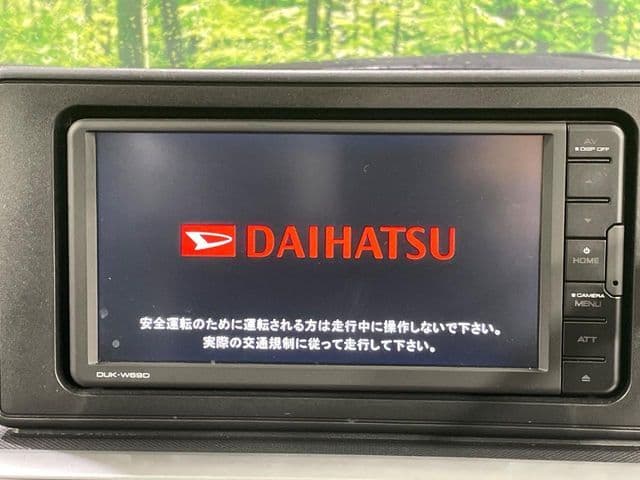 AV
※DISP OFF
DAIHATSU
HOME
※CAMERA
MENU
安全運転のために運転される方は走行中に操作しないで下さい。
実際の交通規制に従って走行して下さい。
ATT
DUK-W69D